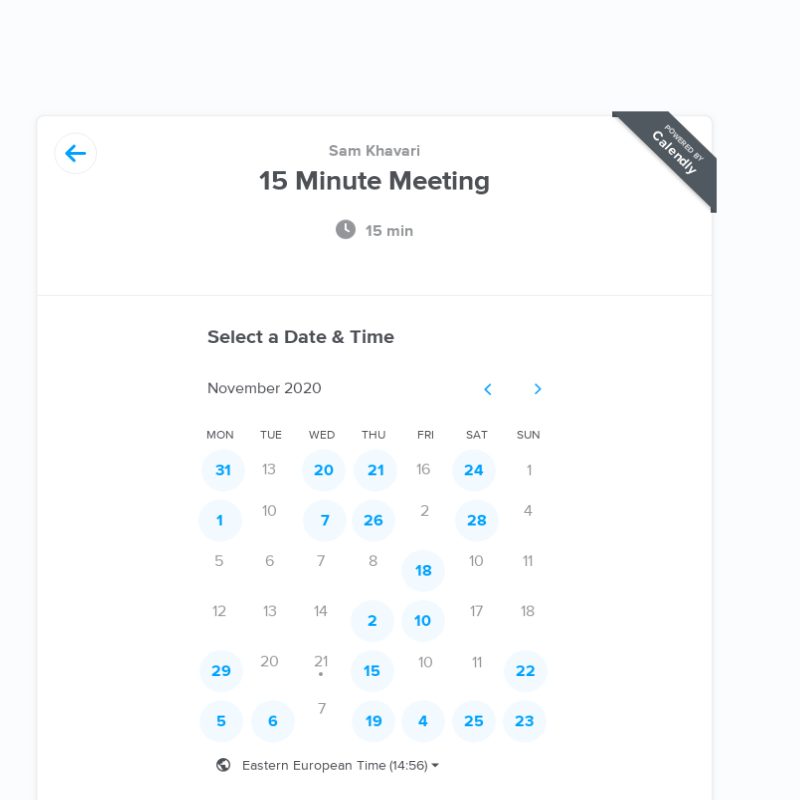 Sam Khavari
15 Minute Meeting
15 min
POWERED BY
Calendly
Select a Date & Time
November 2020
MON TUE WED THU FRI SAT SUN
31 13 20 21 16 24 1
1 10 7 26 2 28 4
5 6 7 8 18 10 11
12 13 14 2 10 17 18
29 20 21 15 10 11 22
5 6 7 19 4 25 23
Eastern European Time (14:56)